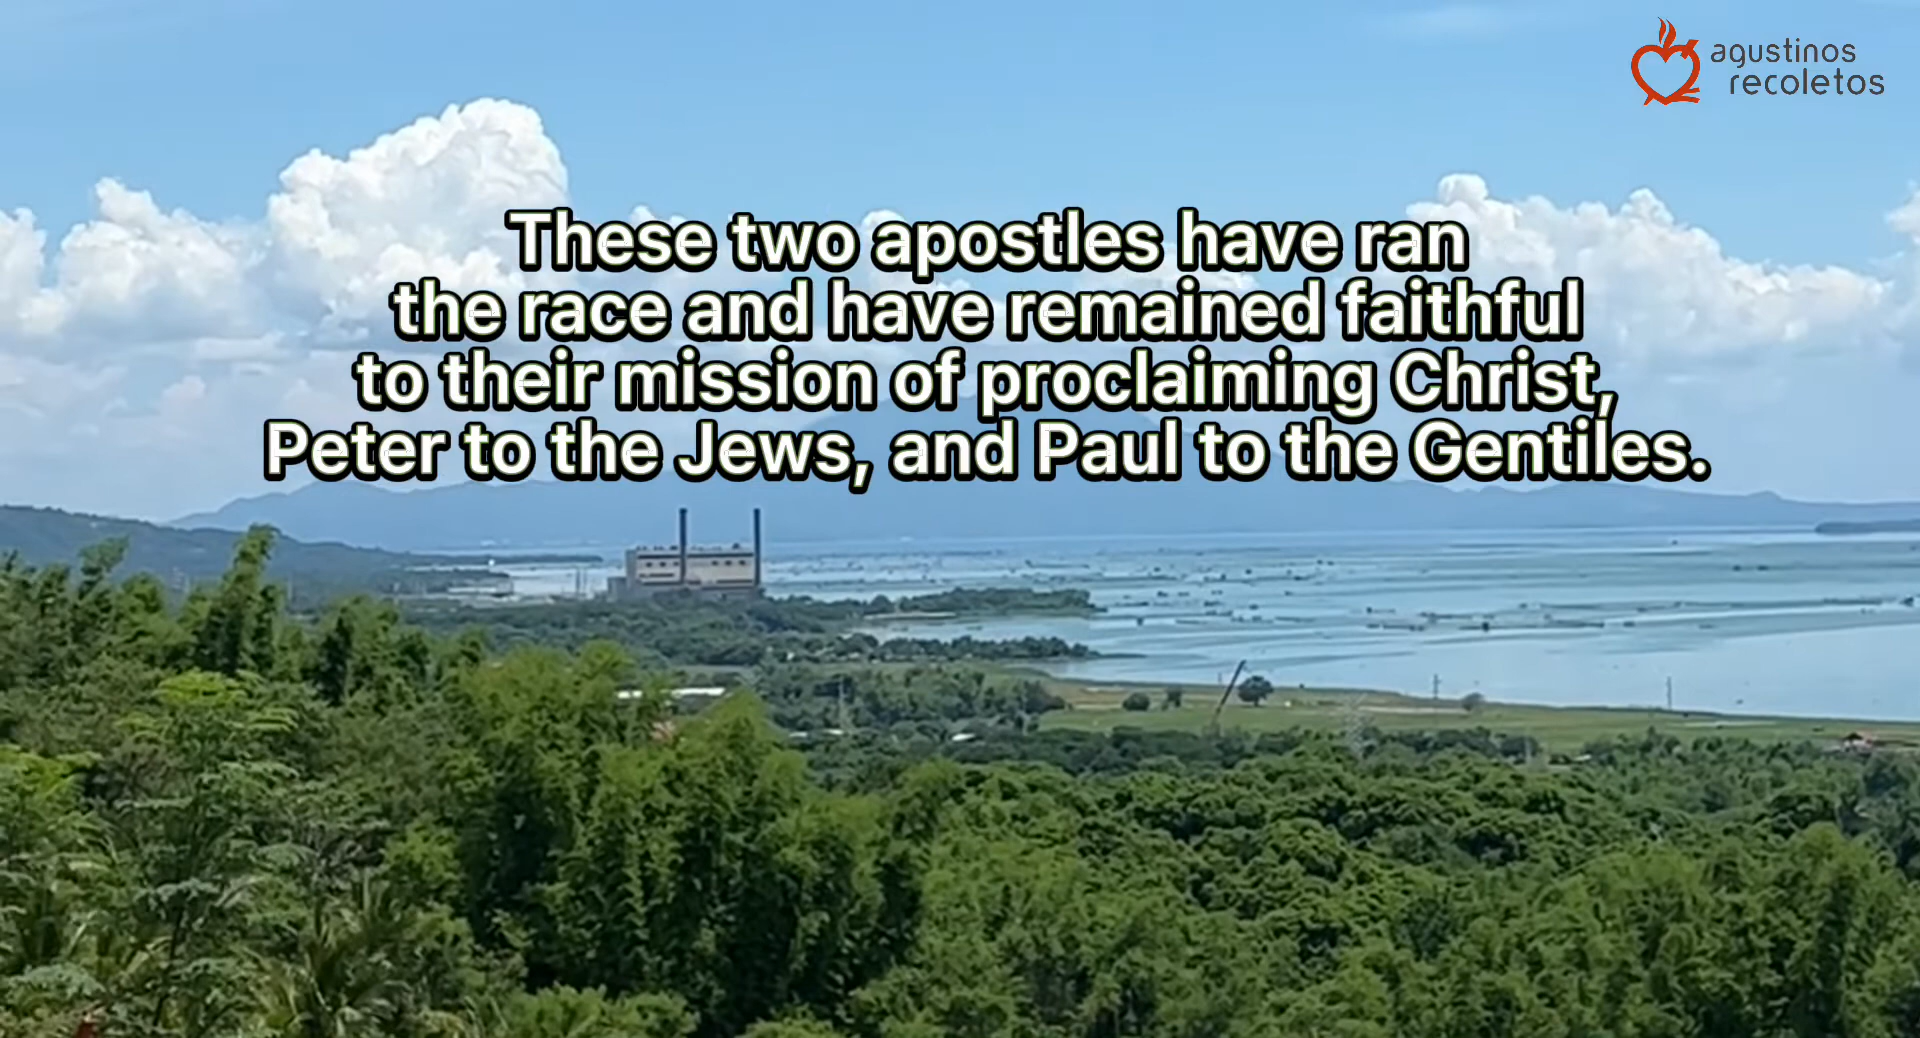 agustinos
recoletos
These two apostles have ran
the race and have remained faithful
to their mission of proclaiming Christ,
Peter to the Jews, and Paul to the Gentiles.